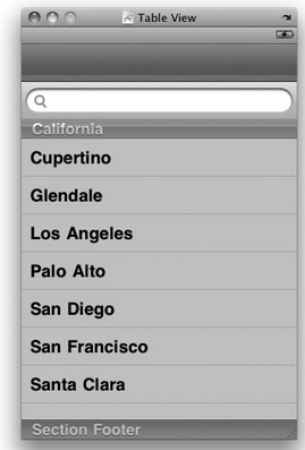 Table View
California
Cupertino
Glendale
Los Angeles
Palo Alto
San Diego
San Francisco
Santa Clara
Section Footer